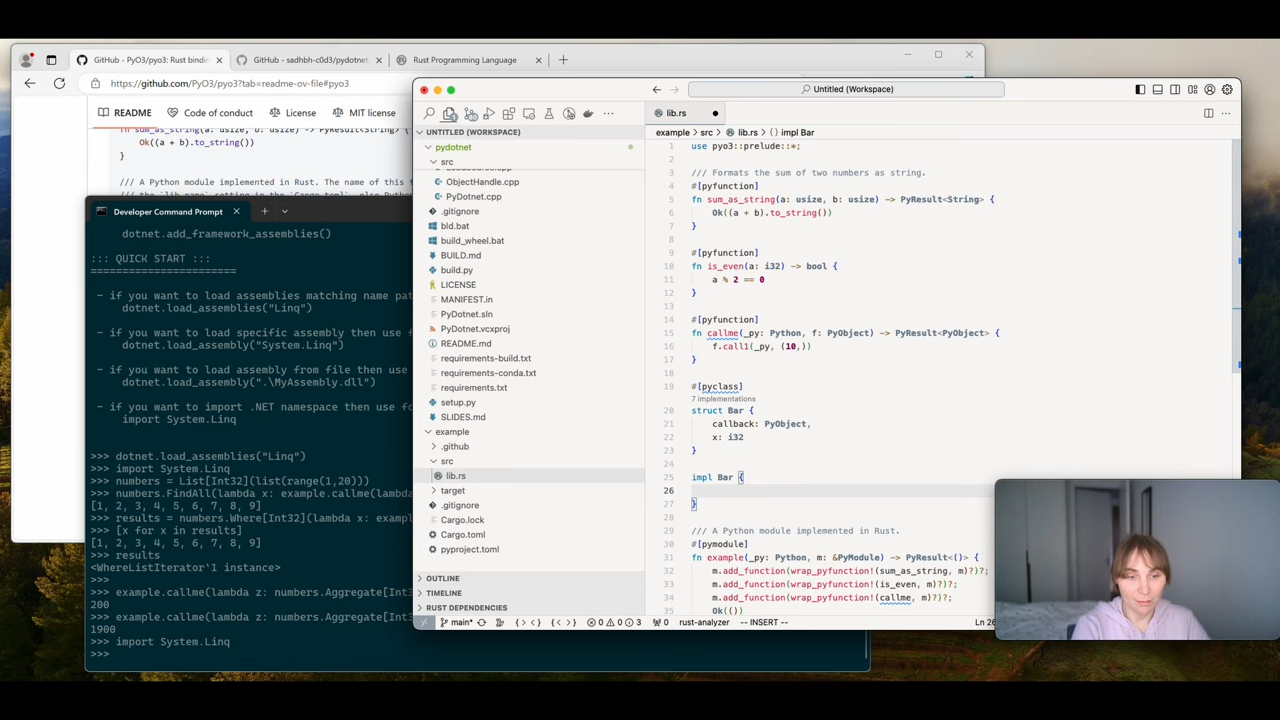 GitHub - PyO3/pyo3: Rust bindin
GitHub - sadhbh-c0d3/pydotnet
Rust Programming Language
https://github.com/PyO3/pyo3?tab=readme-ov-file#pyo3
README
Code of conduct
License
MIT license
fn sum_as_string(a: usize, b: usize) -> PyResult<String> {
Ok((a + b).to_string())
}
/// A Python module implemented in Rust. The name of this f
Developer Command Prompt
dotnet.add_framework_assemblies()
::: QUICK START :::
=======================
- if you want to load assemblies matching name pat
dotnet.load_assemblies("Linq")
- if you want to load specific assembly then use f
dotnet.load_assembly("System.Linq")
- if you want to load assembly from file then use
dotnet.load_assembly(".\MyAssembly.dll")
- if you want to import .NET namespace then use fo
import System.Linq
>>> dotnet.load_assemblies("Linq")
>>> import System.Linq
>>> numbers = List[Int32](list(range(1,20)))
>>> numbers.FindAll(lambda x: example.callme(lambda
[1, 2, 3, 4, 5, 6, 7, 8, 9]
>>> results = numbers.Where[Int32](lambda x: exampl
>>> [x for x in results]
[1, 2, 3, 4, 5, 6, 7, 8, 9]
>>> results
<WhereListIterator`1 instance>
>>>
>>> example.callme(lambda z: numbers.Aggregate[Int3
200
>>> example.callme(lambda z: numbers.Aggregate[Int3
1900
>>> import System.Linq
>>>
Untitled (Workspace)
UNTITLED (WORKSPACE)
pydotnet
src
ObjectHandle.cpp
PyDotnet.cpp
.gitignore
bld.bat
build_wheel.bat
BUILD.md
build.py
LICENSE
MANIFEST.in
PyDotnet.sln
PyDotnet.vcxproj
README.md
requirements-build.txt
requirements-conda.txt
requirements.txt
setup.py
SLIDES.md
example
.github
src
lib.rs
target
.gitignore
Cargo.lock
Cargo.toml
pyproject.toml
OUTLINE
TIMELINE
RUST DEPENDENCIES
lib.rs
example > src > lib.rs > {} impl Bar
1 use pyo3::prelude::*;
2
3 /// Formats the sum of two numbers as string.
4 #[pyfunction]
5 fn sum_as_string(a: usize, b: usize) -> PyResult<String> {
6 Ok((a + b).to_string())
7 }
8
9 #[pyfunction]
10 fn is_even(a: i32) -> bool {
11 a % 2 == 0
12 }
13
14 #[pyfunction]
15 fn callme(_py: Python, f: PyObject) -> PyResult<PyObject> {
16 f.call1(_py, (10,))
17 }
18
19 #[pyclass]
7 implementations
20 struct Bar {
21 callback: PyObject,
22 x: i32
23 }
24
25 impl Bar {
26
27 }
28
29 /// A Python module implemented in Rust.
30 #[pymodule]
31 fn example(_py: Python, m: &PyModule) -> PyResult<()> {
32 m.add_function(wrap_pyfunction!(sum_as_string, m)?)?;
33 m.add_function(wrap_pyfunction!(is_even, m)?)?;
34 m.add_function(wrap_pyfunction!(callme, m)?)?;
35 Ok(())
main* 0 0 3 0 rust-analyzer -- INSERT -- Ln 26